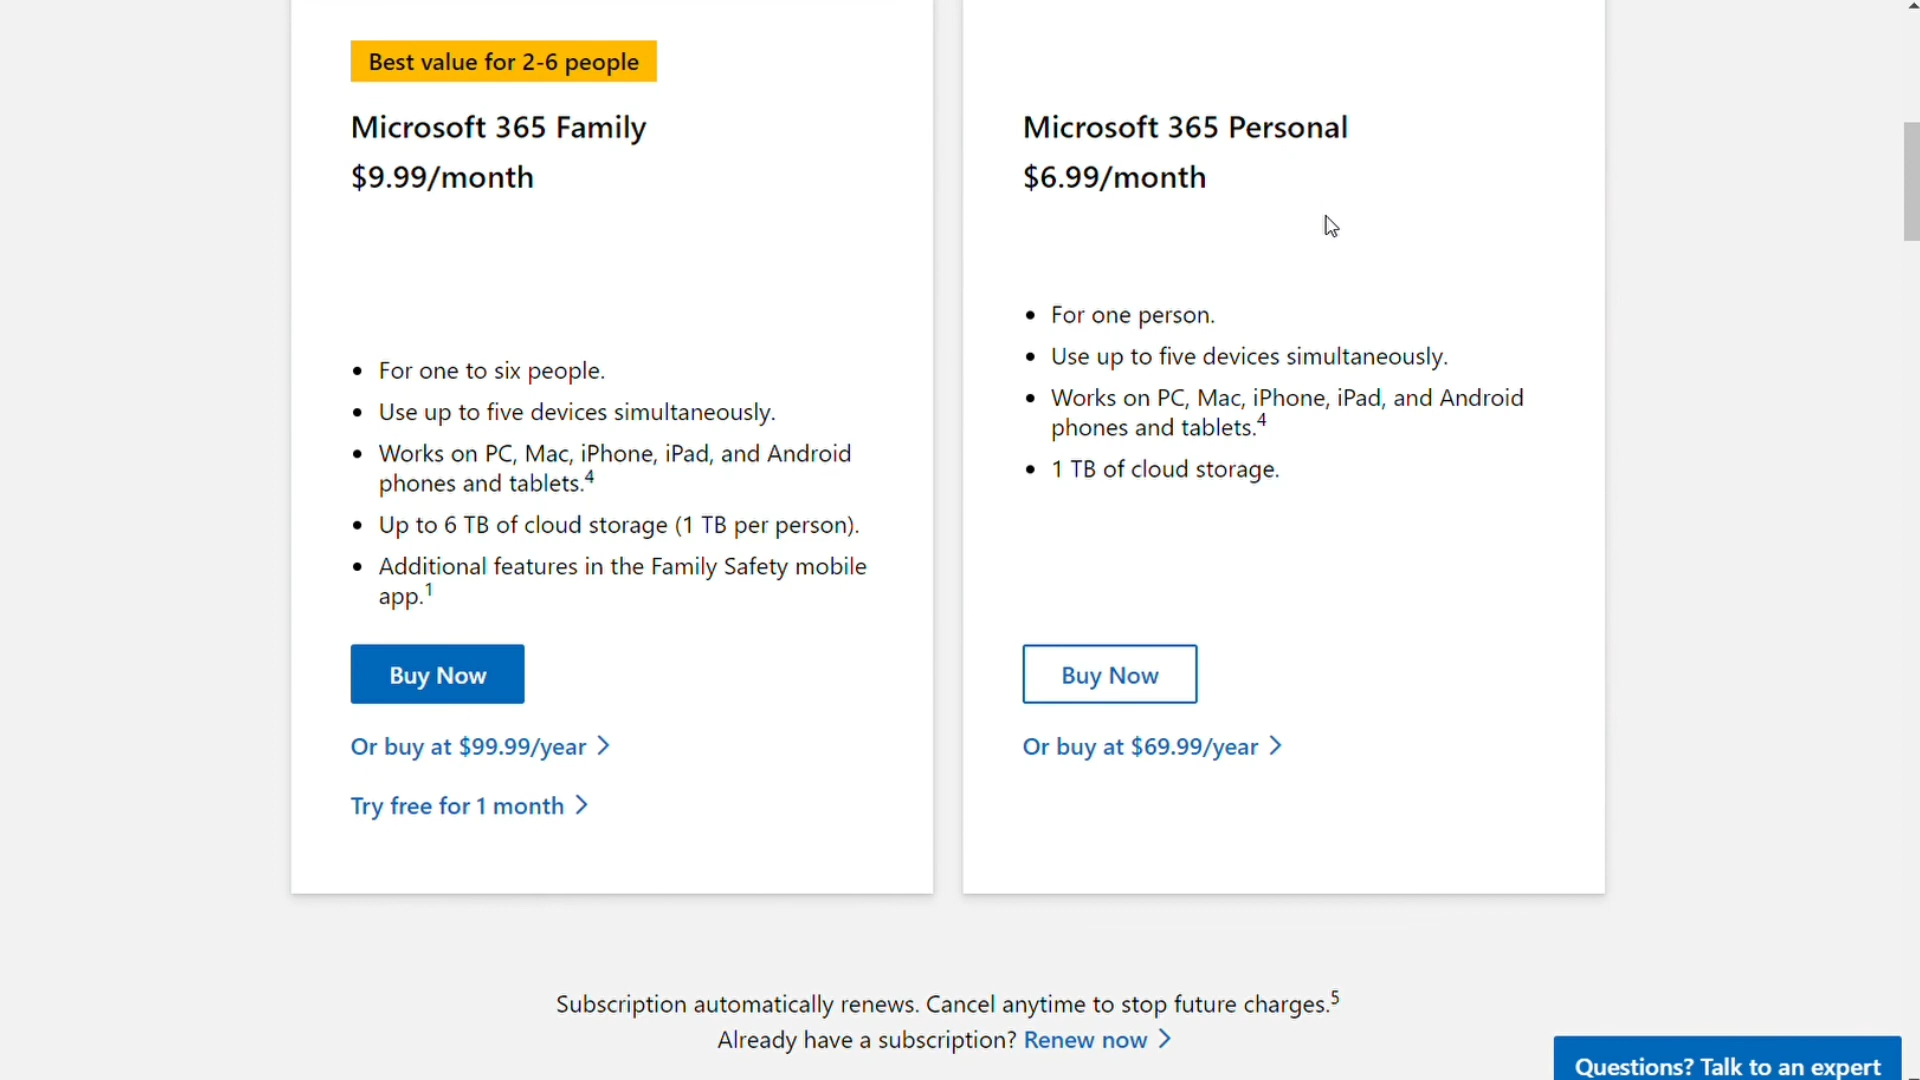 Best value for 2-6 people
Microsoft 365 Family
$9.99/month
• For one to six people.
• Use up to five devices simultaneously.
• Works on PC, Mac, iPhone, iPad, and Android
phones and tablets.4
• Up to 6 TB of cloud storage (1 TB per person).
• Additional features in the Family Safety mobile
app.1
Buy Now
Or buy at $99.99/year >
Try free for 1 month >
Microsoft 365 Personal
$6.99/month
• For one person.
• Use up to five devices simultaneously.
• Works on PC, Mac, iPhone, iPad, and Android
phones and tablets.4
• 1 TB of cloud storage.
Buy Now
Or buy at $69.99/year >
Subscription automatically renews. Cancel anytime to stop future charges.5
Already have a subscription? Renew now >
Questions? Talk to an expert